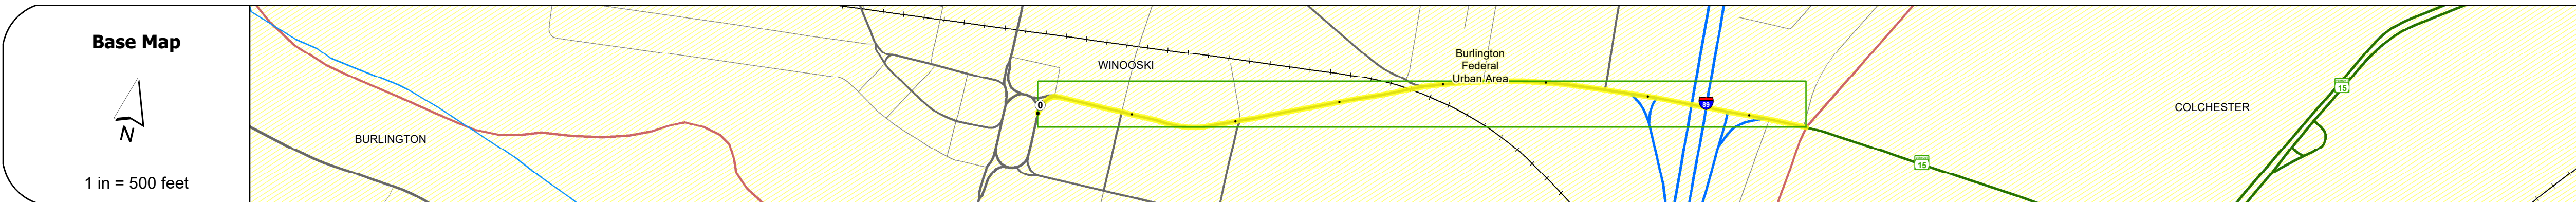 Base Map
N
1 in = 500 feet
BURLINGTON
WINOOSKI
0
Burlington
Federal
Urban Area
89
15
15
COLCHESTER